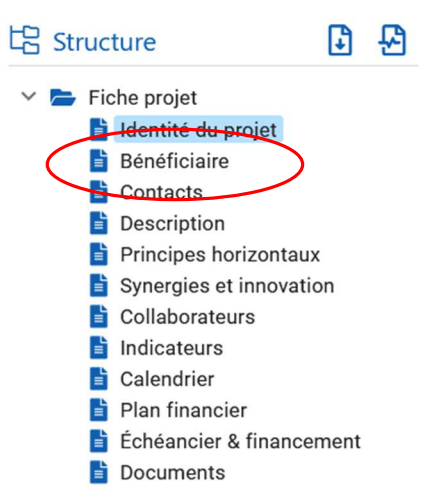 Structure
Fiche projet
Identité du projet
Bénéficiaire
Contacts
Description
Principes horizontaux
Synergies et innovation
Collaborateurs
Indicateurs
Calendrier
Plan financier
Échéancier & financement
Documents